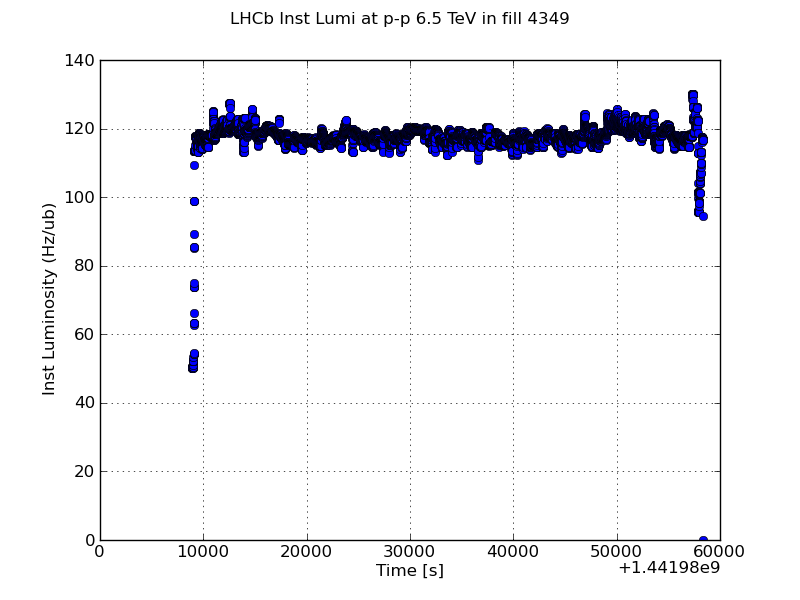 LHCb Inst Lumi at p-p 6.5 TeV in fill 4349
140
120
100
80
60
40
20
0
Inst Luminosity (Hz/ub)
0 10000 20000 30000 40000 50000 60000
Time [s]
+1.44198e9